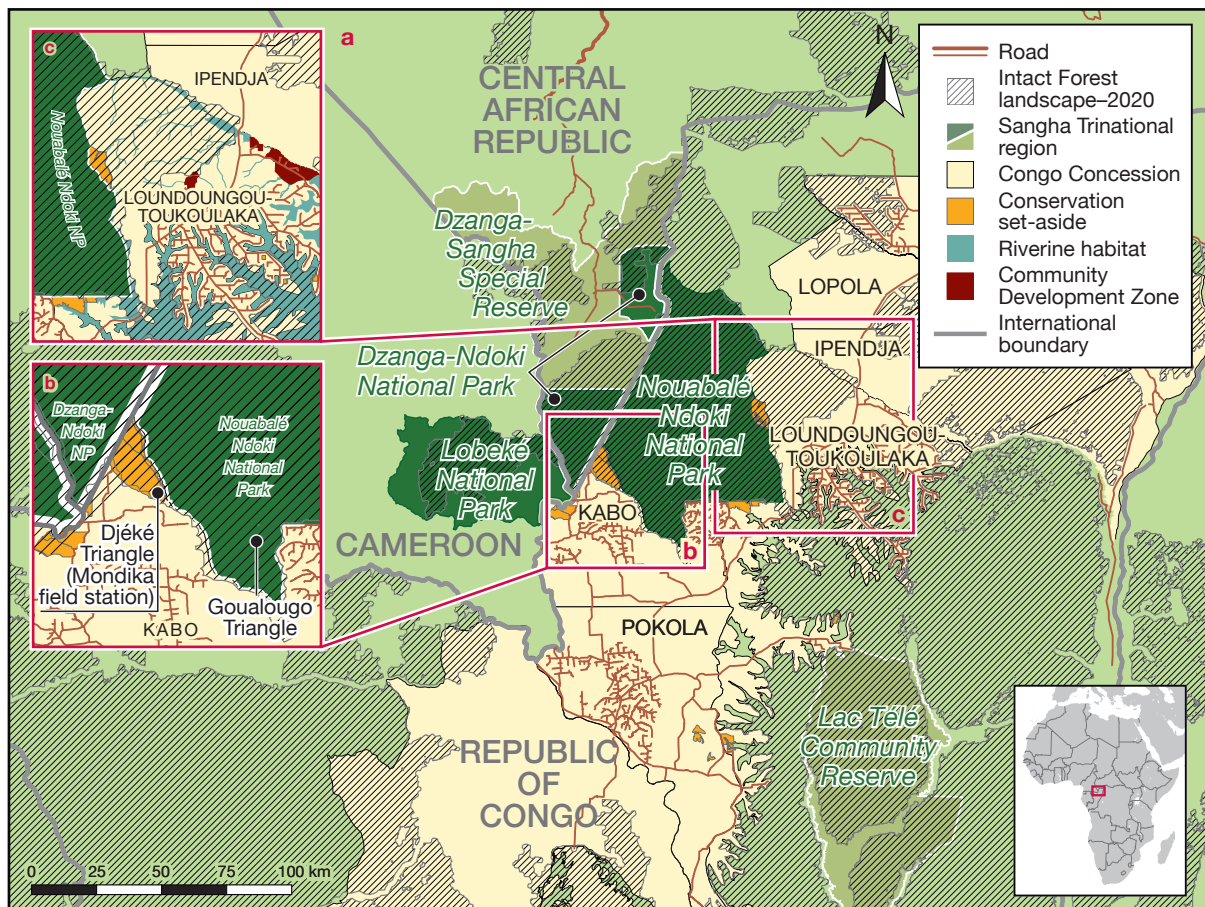 a
CENTRAL
AFRICAN
REPUBLIC
N
Road
Intact Forest
landscape–2020
Sangha Trinational
region
Congo Concession
Conservation
set-aside
Riverine habitat
Community
Development Zone
International
boundary
c
IPENDJA
Nouabalé Ndoki NP
LOUNDOUNGOU-
TOUKOULAKA
b
Dzanga-
Ndoki
NP
Nouabalé
Ndoki
National
Park
Djéké
Triangle
(Mondika
field station)
Goualougo
Triangle
KABO
Dzanga-
Sangha
Special
Reserve
Dzanga-Ndoki
National Park
Lobeké
National
Park
Nouabalé
Ndoki
National
Park
LOPOLA
IPENDJA
LOUNDOUNGOU-
TOUKOULAKA
c
KABO
b
CAMEROON
POKOLA
REPUBLIC
OF
CONGO
Lac Télé
Community
Reserve
0 25 50 75 100 km